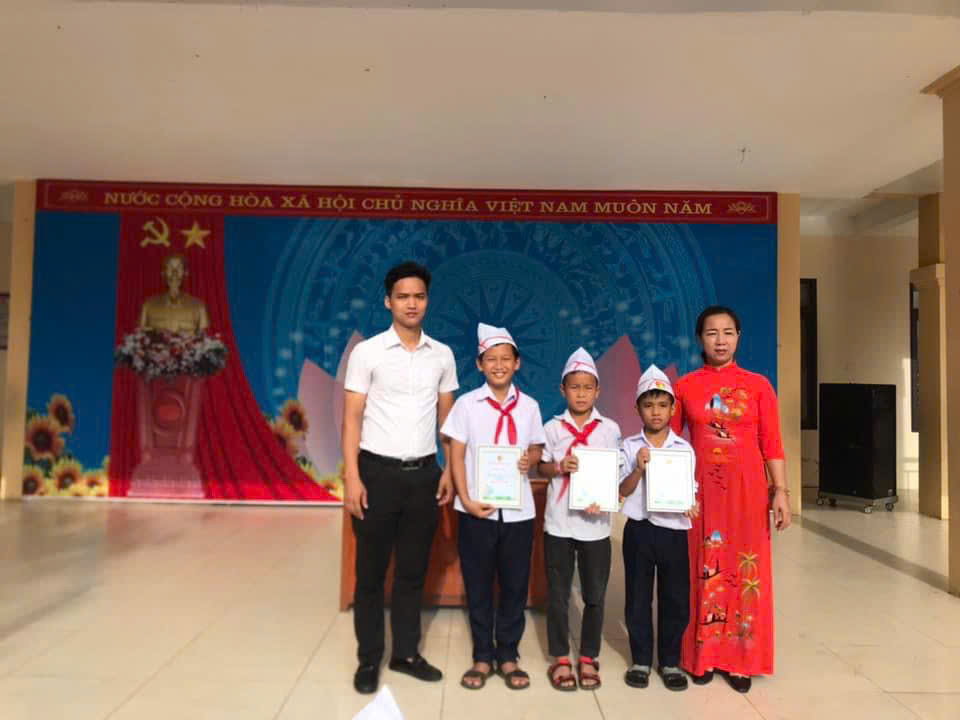 NƯỚC CỘNG HÒA XÃ HỘI CHỦ NGHĨA VIỆT NAM MUÔN NĂM